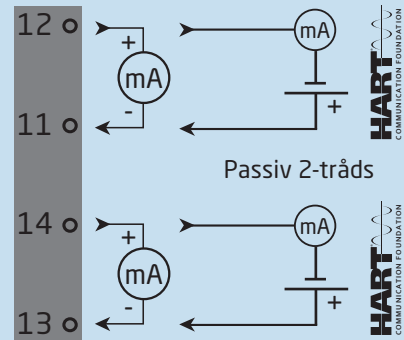 12
+
mA
-
11
mA
+
HART
COMMUNICATION FOUNDATION
Passiv 2-tråds
14
+
mA
-
13
mA
+
HART
COMMUNICATION FOUNDATION